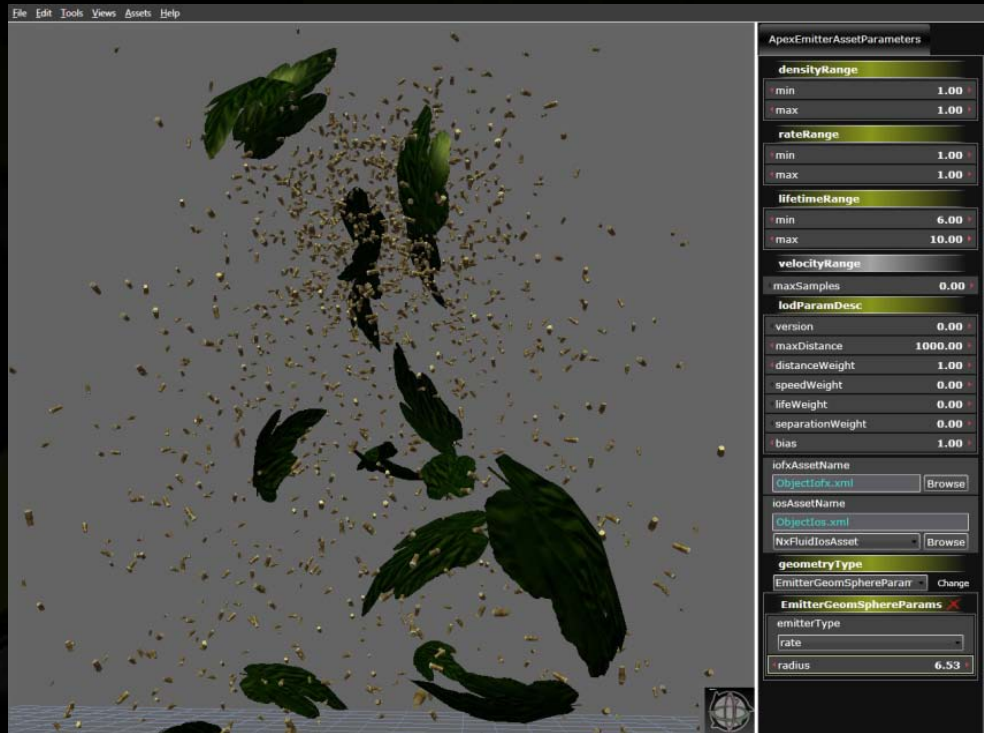 File Edit Tools Views Assets Help
ApexEmitterAssetParameters
densityRange
min 1.00
max 1.00
rateRange
min 1.00
max 1.00
lifetimeRange
min 6.00
max 10.00
velocityRange
maxSamples 0.00
lodParamDesc
version 0.00
maxDistance 1000.00
distanceWeight 1.00
speedWeight 0.00
lifeWeight 0.00
separationWeight 0.00
bias 1.00
iofxAssetName
ObjectIofx.xml Browse
iosAssetName
ObjectIos.xml
NxFluidIosAsset Browse
geometryType
EmitterGeomSphereParam Change
EmitterGeomSphereParams
emitterType
rate
radius 6.53